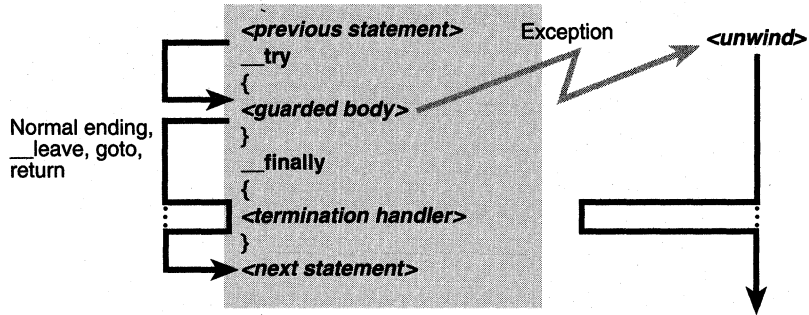 <previous statement>
__try
{
<guarded body>
}
__finally
{
<termination handler>
}
<next statement>
Exception
<unwind>
Normal ending,
__leave, goto,
return